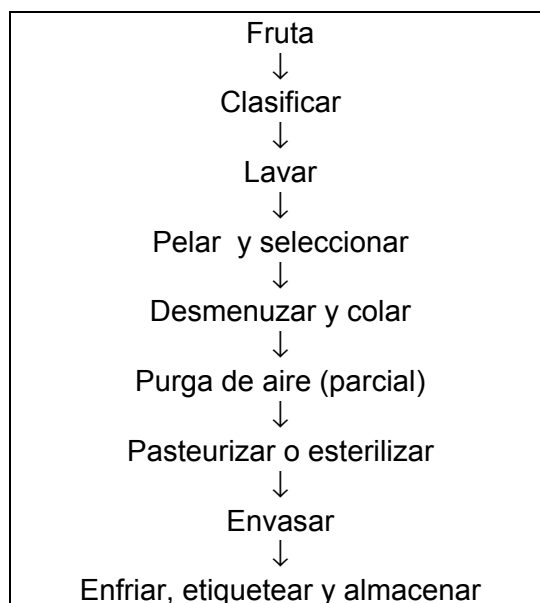 Fruta
↓
Clasificar
↓
Lavar
↓
Pelar y seleccionar
↓
Desmenuzar y colar
↓
Purga de aire (parcial)
↓
Pasteurizar o esterilizar
↓
Envasar
↓
Enfriar, etiquetear y almacenar